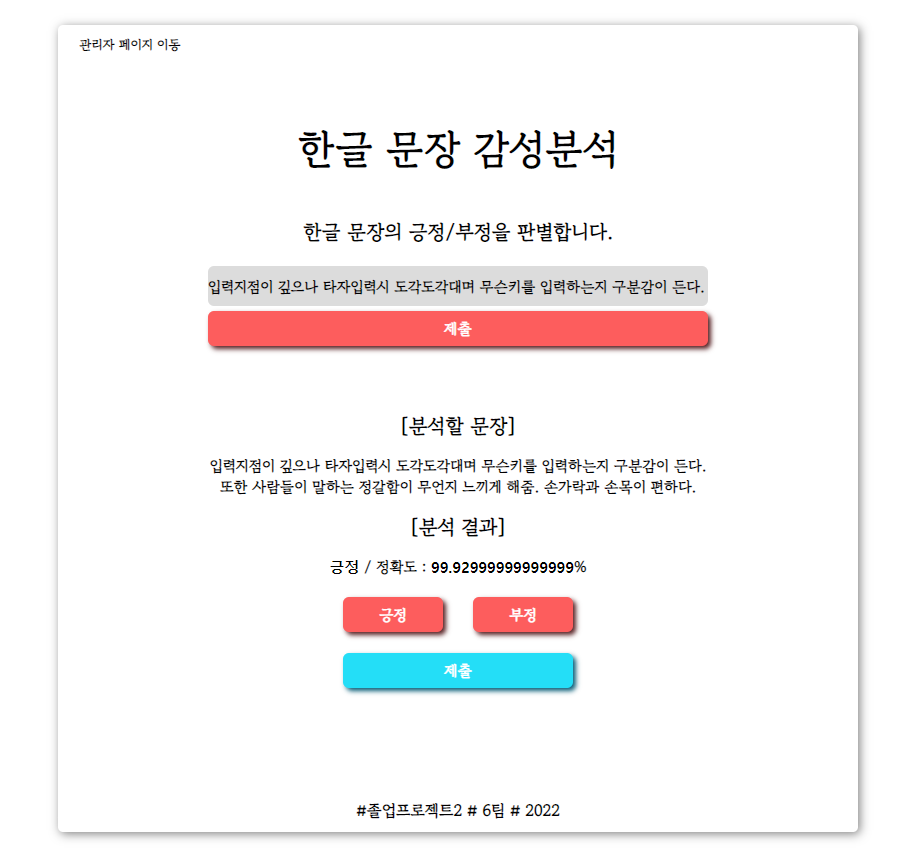 관리자 페이지 이동
한글 문장 감성분석
한글 문장의 긍정/부정을 판별합니다.
입력지점이 깊으나 타자입력시 도각도각대며 무슨키를 입력하는지 구분감이 든다.
제출
[분석할 문장]
입력지점이 깊으나 타자입력시 도각도각대며 무슨키를 입력하는지 구분감이 든다.
또한 사람들이 말하는 정갈함이 무언지 느끼게 해줌. 손가락과 손목이 편하다.
[분석 결과]
긍정 / 정확도 : 99.92999999999999%
긍정 부정
제출
#졸업프로젝트2 # 6팀 # 2022